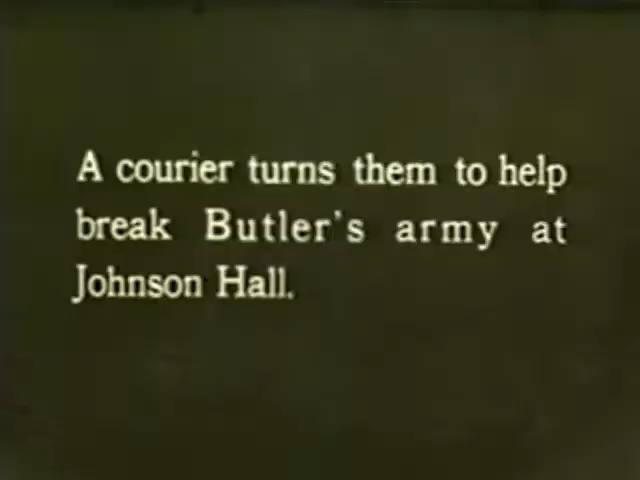 A courier turns them to help
break Butler's army at
Johnson Hall.